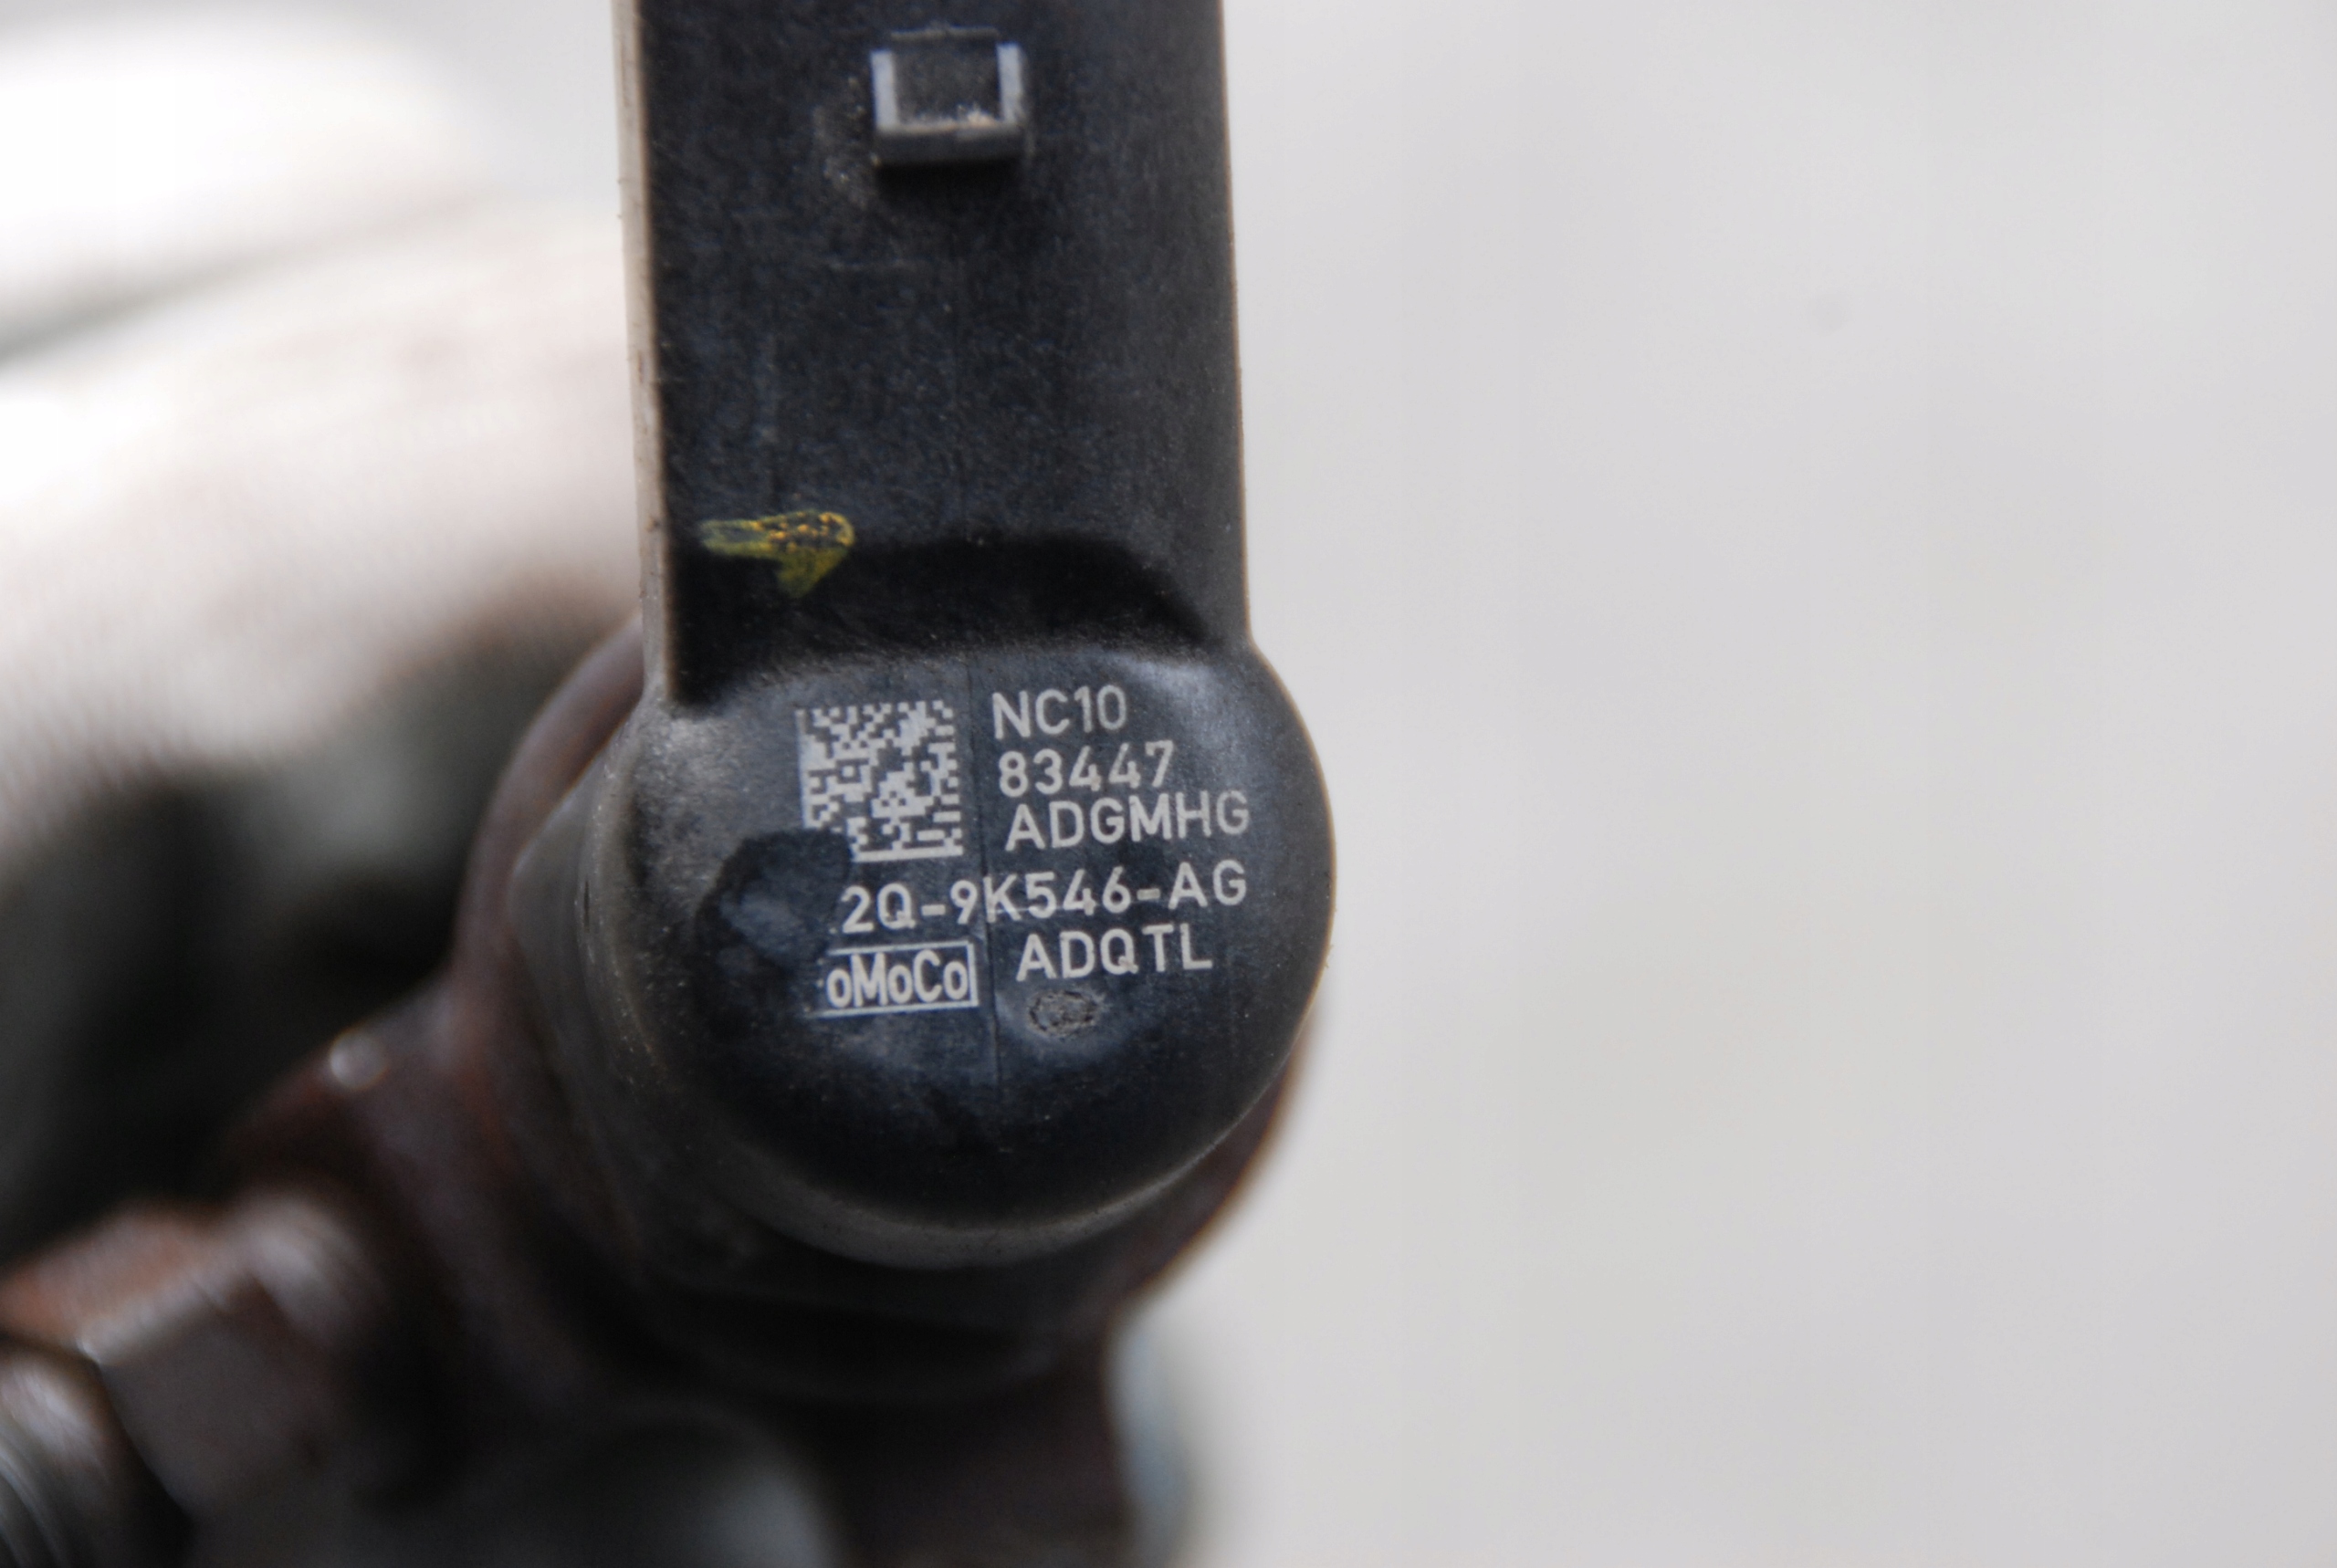 NC10
83447
ADGMHG
2Q-9K546-AG
oMoCo ADQTL